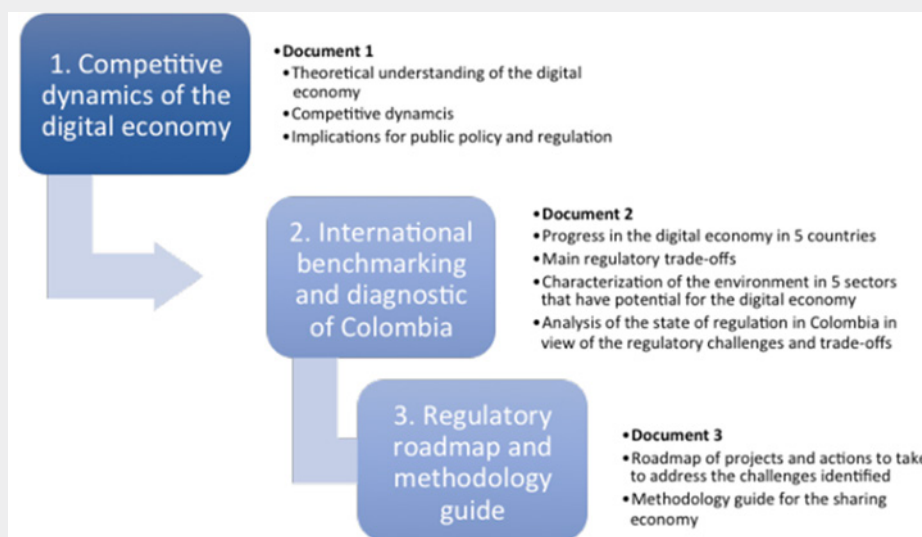 1. Competitive
dynamics of the
digital economy
•Document 1
•Theoretical understanding of the digital
economy
•Competitive dynamcis
•Implications for public policy and regulation
2. International
benchmarking
and diagnostic
of Colombia
•Document 2
•Progress in the digital economy in 5 countries
•Main regulatory trade-offs
•Characterization of the environment in 5 sectors
that have potential for the digital economy
•Analysis of the state of regulation in Colombia in
view of the regulatory challenges and trade-offs
3. Regulatory
roadmap and
methodology
guide
•Document 3
•Roadmap of projects and actions to take
to address the challenges identified
•Methodology guide for the sharing
economy